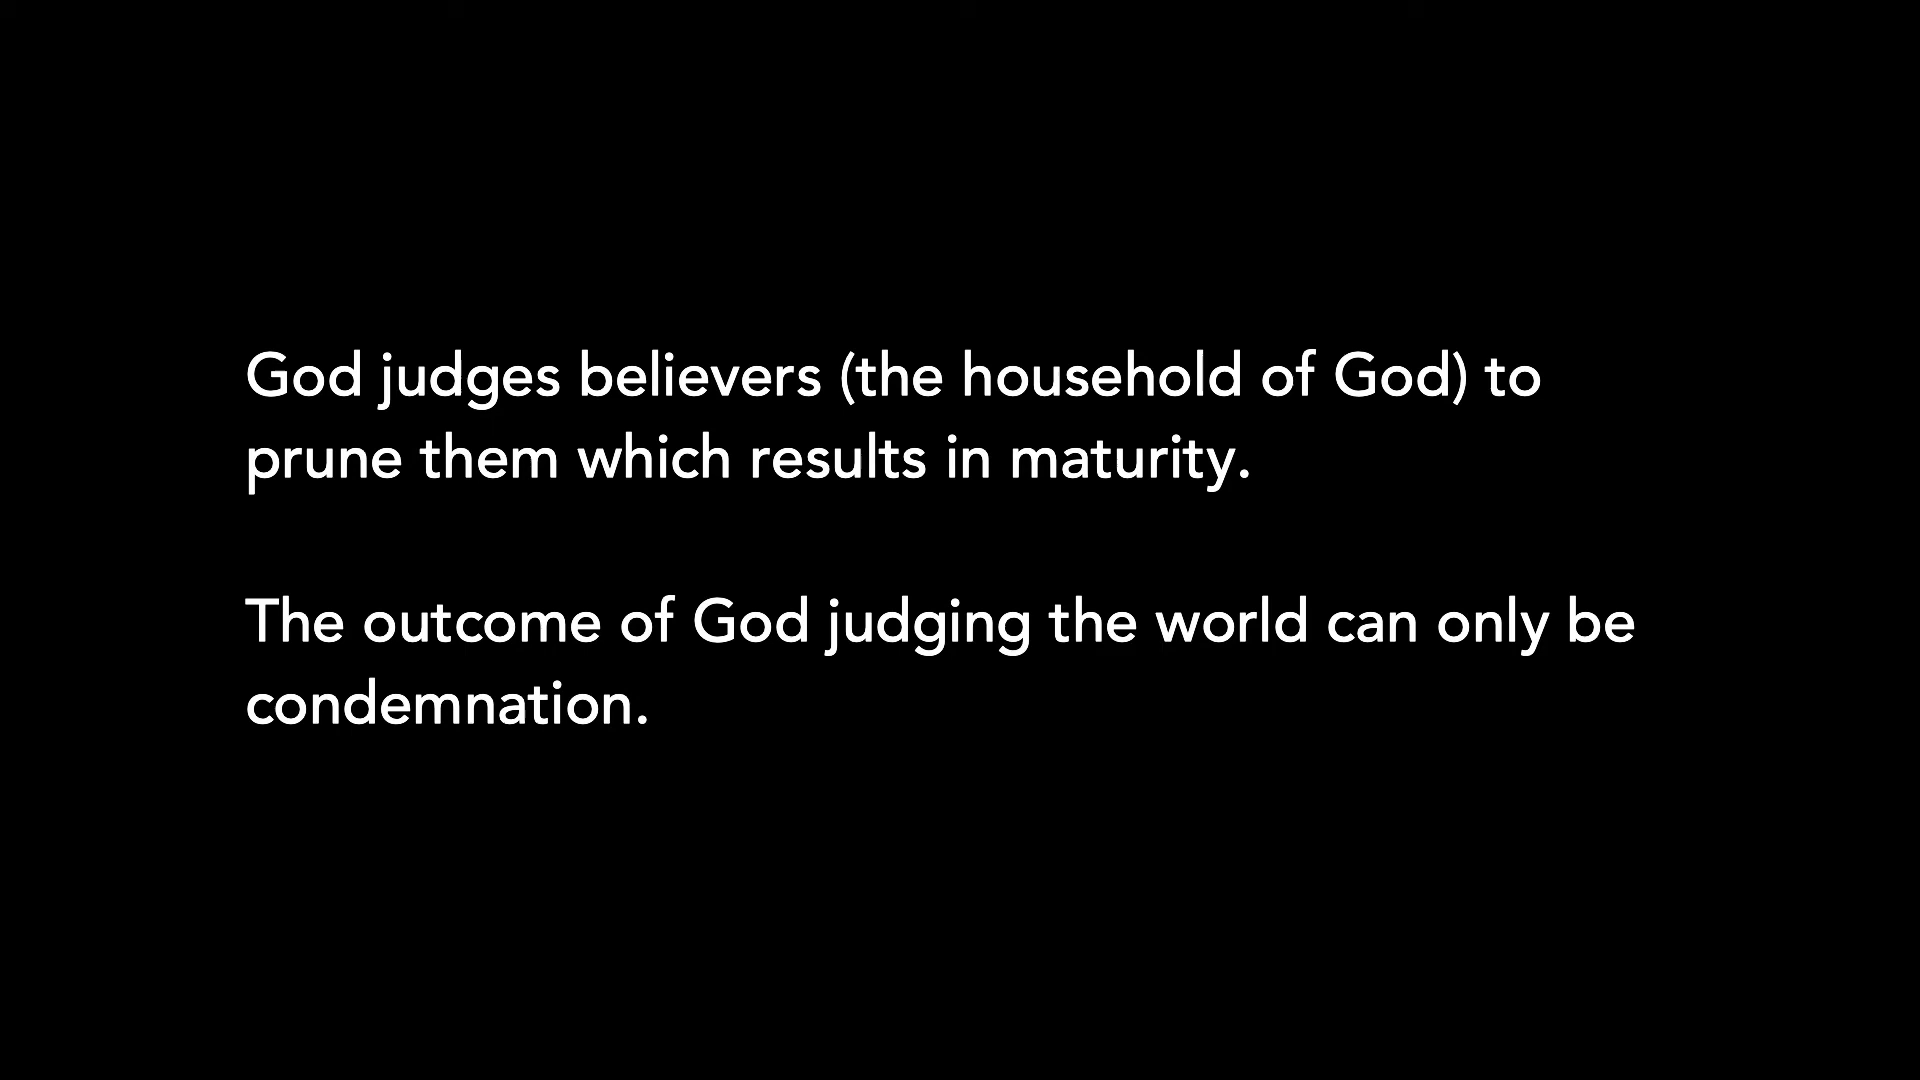 God judges believers (the household of God) to
prune them which results in maturity.
The outcome of God judging the world can only be
condemnation.